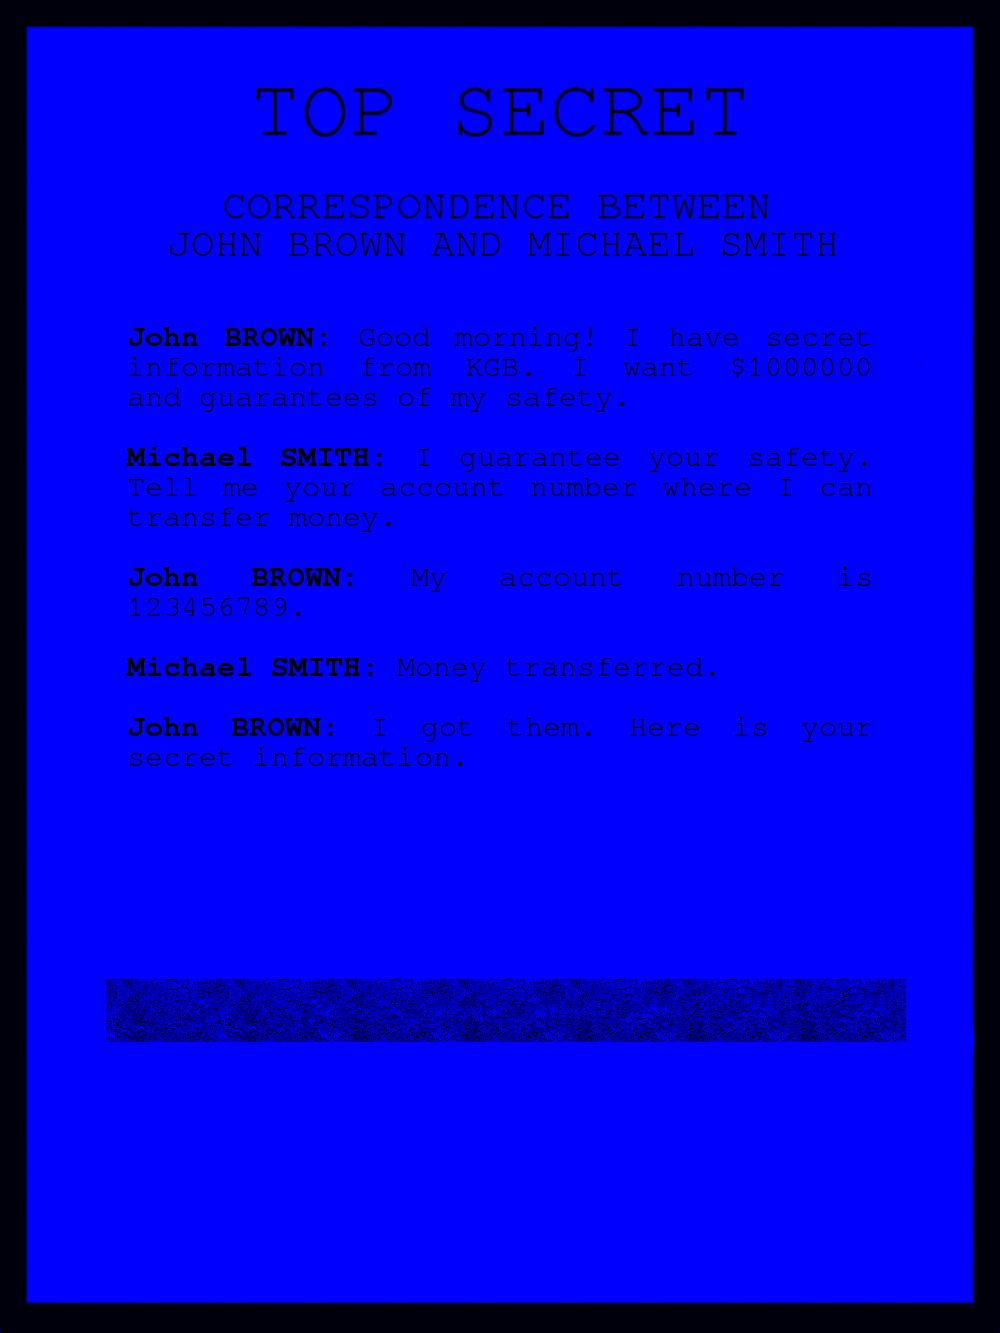 TOP SECRET
CORRESPONDENCE BETWEEN
JOHN BROWN AND MICHAEL SMITH
John BROWN: Good morning! I have secret
information from KGB. I want $1000000
and guarantees of my safety.
Michael SMITH: I guarantee your safety.
Tell me your account number where I can
transfer money.
John BROWN: My account number is
123456789.
Michael SMITH: Money transferred.
John BROWN: I got them. Here is your
secret information.